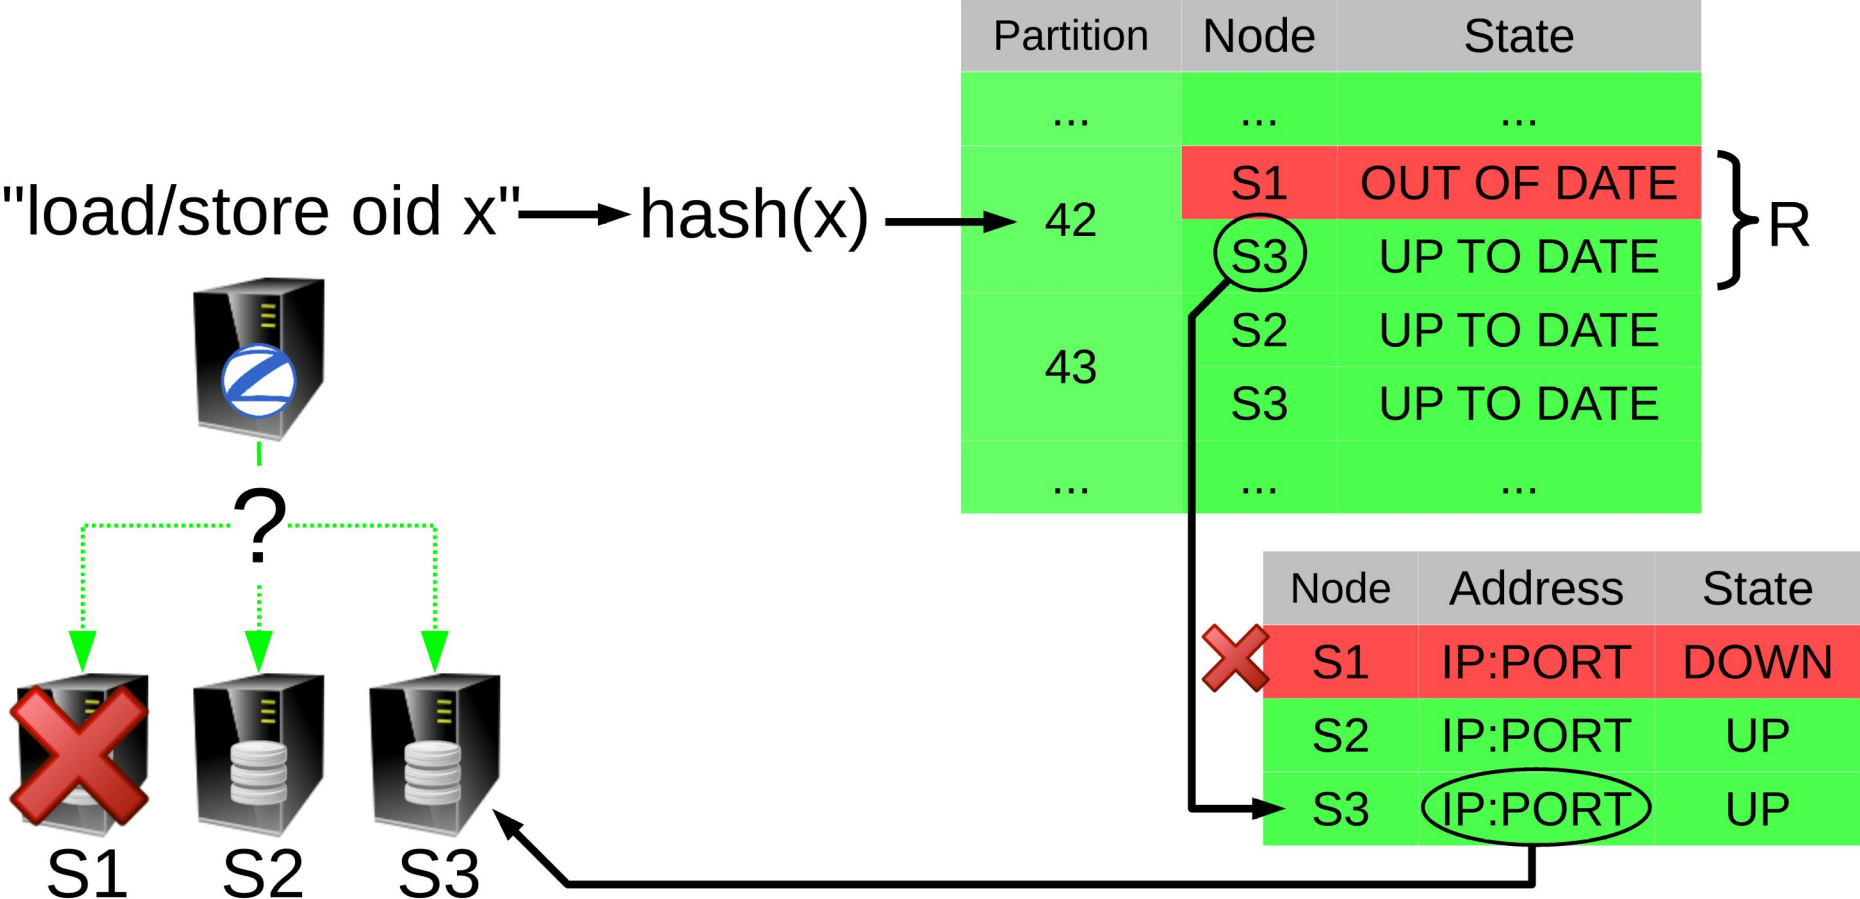 Partition Node State
... ... ...
"load/store oid x" hash(x) 42 S1 OUT OF DATE R
S3 UP TO DATE
43 S2 UP TO DATE
S3 UP TO DATE
... ... ...
?
Node Address State
S1 IP:PORT DOWN
S2 IP:PORT UP
S3 IP:PORT UP
S1 S2 S3